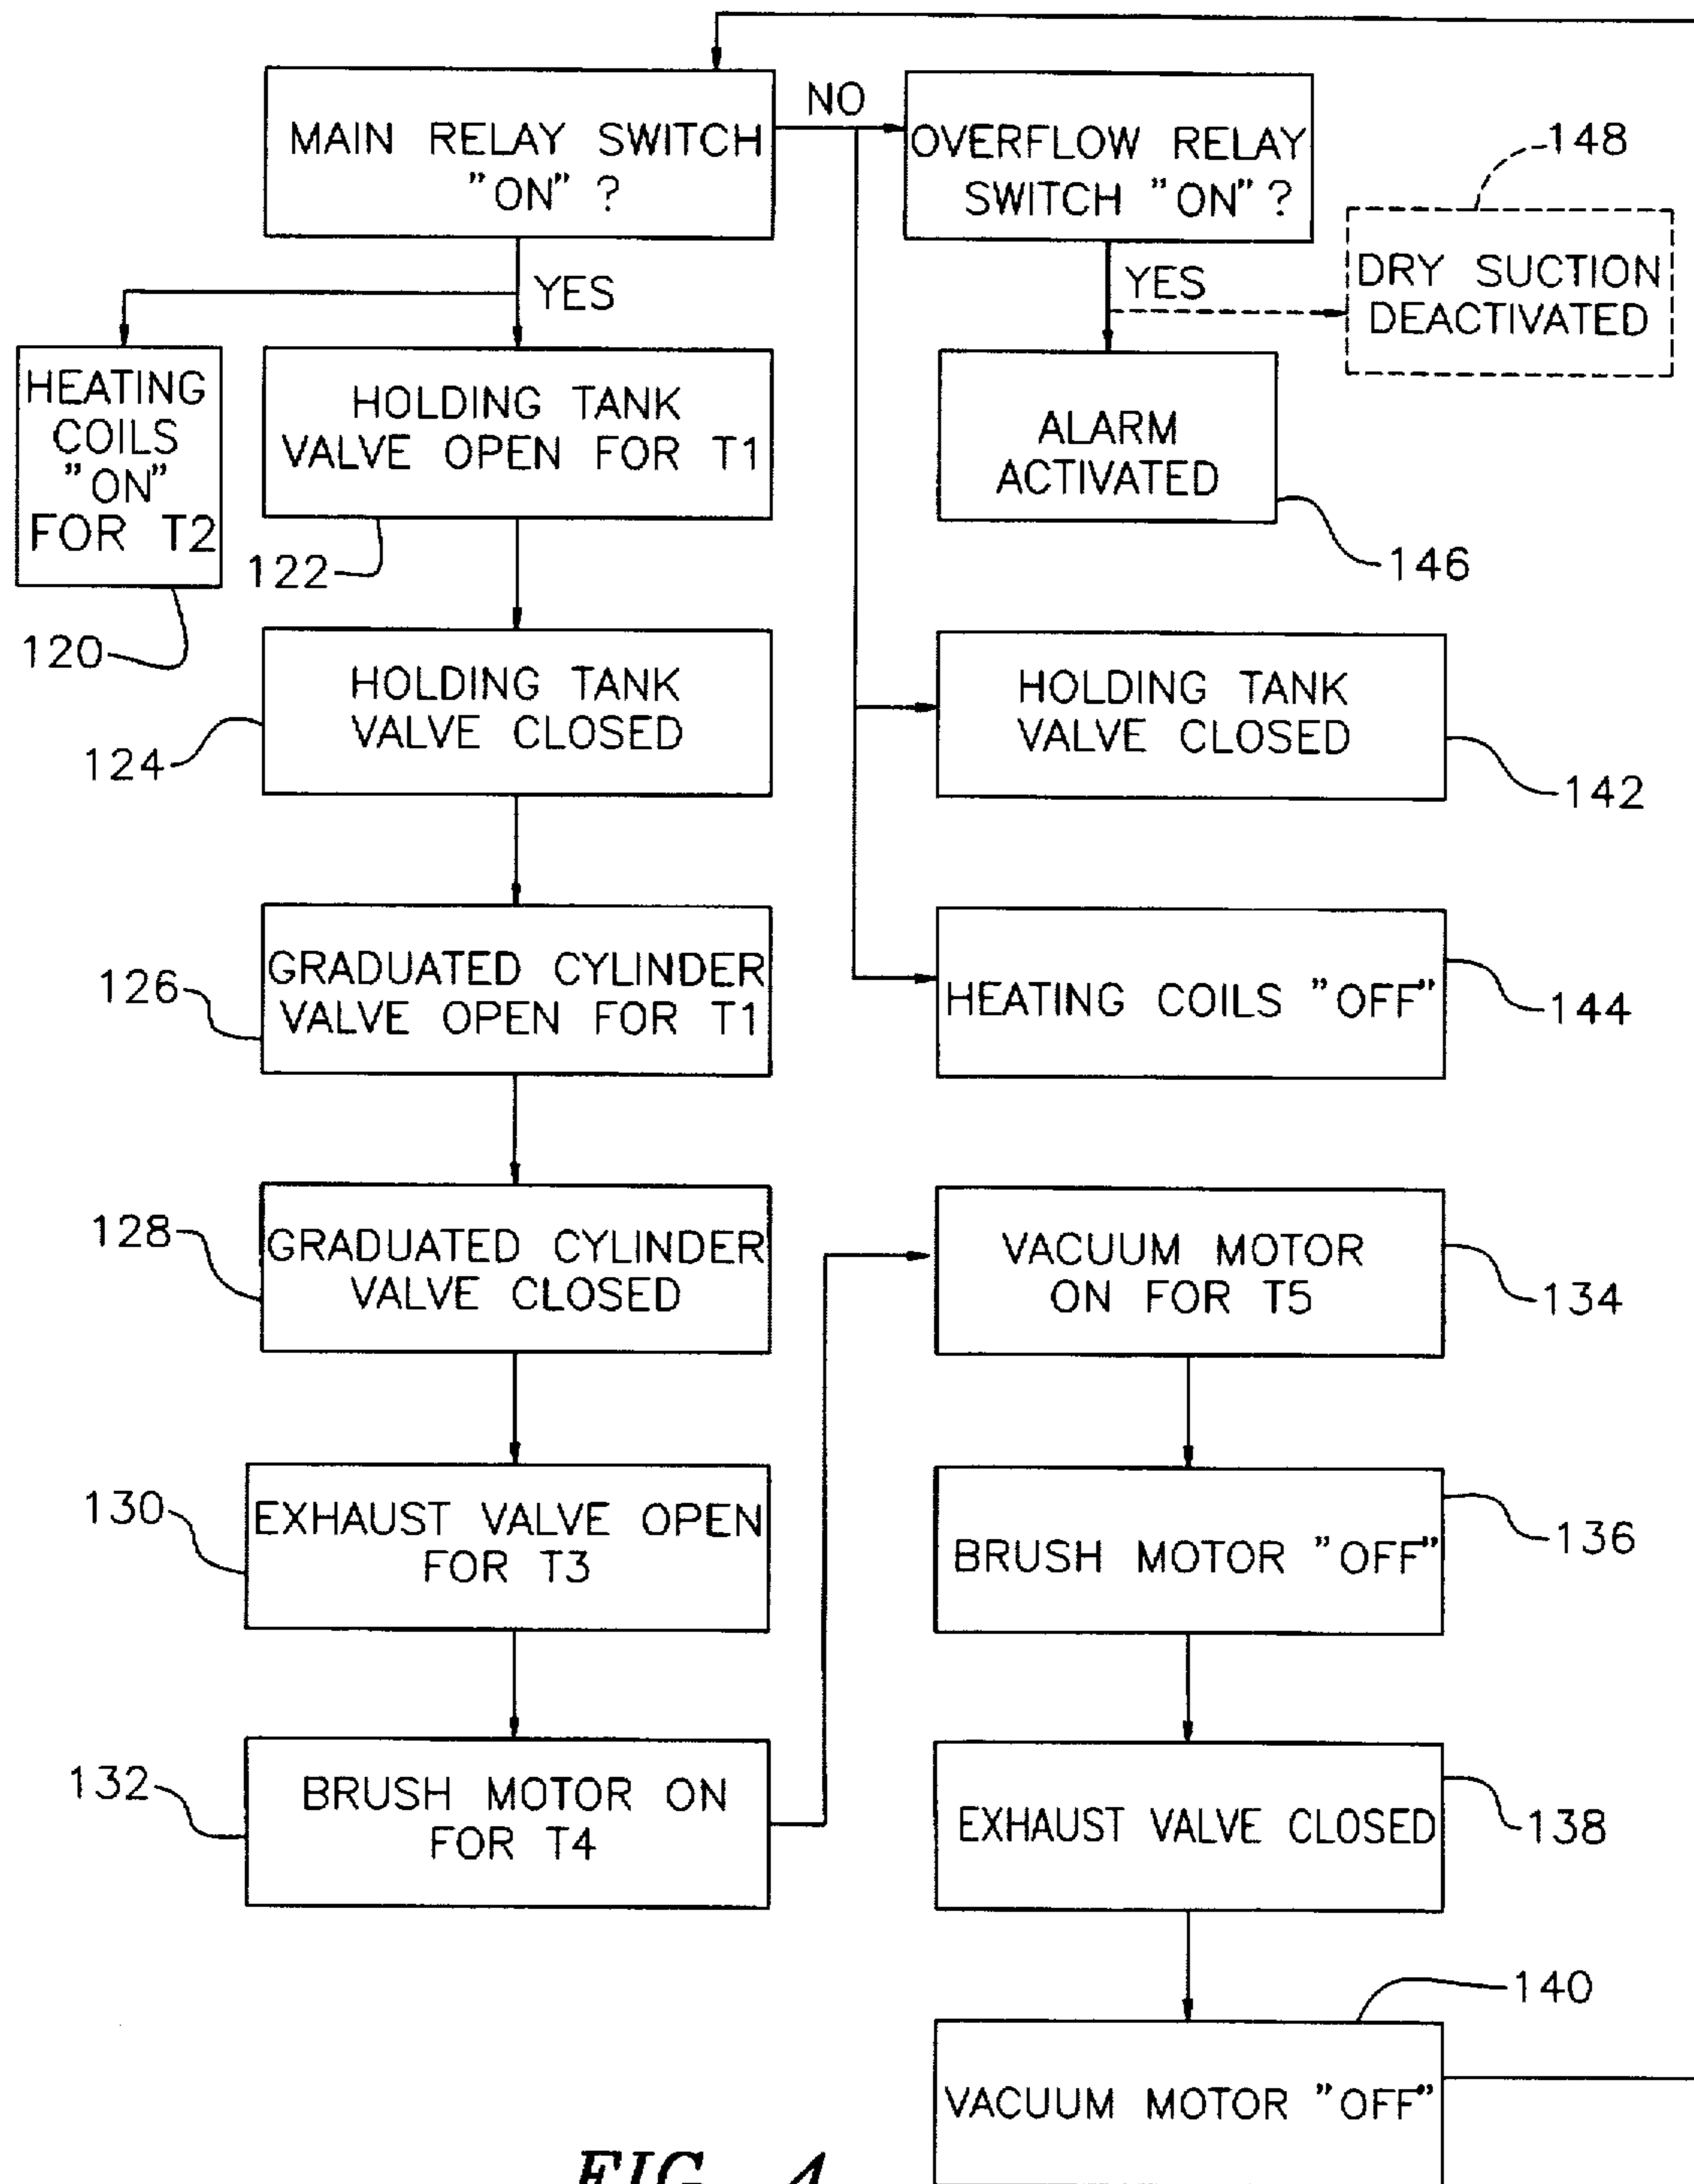 MAIN RELAY SWITCH
"ON" ?
NO
OVERFLOW RELAY
SWITCH "ON" ?
148
DRY SUCTION
DEACTIVATED
YES
YES
HEATING
COILS
"ON"
FOR T2
120
HOLDING TANK
VALVE OPEN FOR T1
122
ALARM
ACTIVATED
146
HOLDING TANK
VALVE CLOSED
124
HOLDING TANK
VALVE CLOSED
142
GRADUATED CYLINDER
VALVE OPEN FOR T1
126
HEATING COILS "OFF"
144
GRADUATED CYLINDER
VALVE CLOSED
128
VACUUM MOTOR
ON FOR T5
134
EXHAUST VALVE OPEN
FOR T3
130
BRUSH MOTOR "OFF"
136
BRUSH MOTOR ON
FOR T4
132
EXHAUST VALVE CLOSED
138
140
VACUUM MOTOR "OFF"
FIG. 4